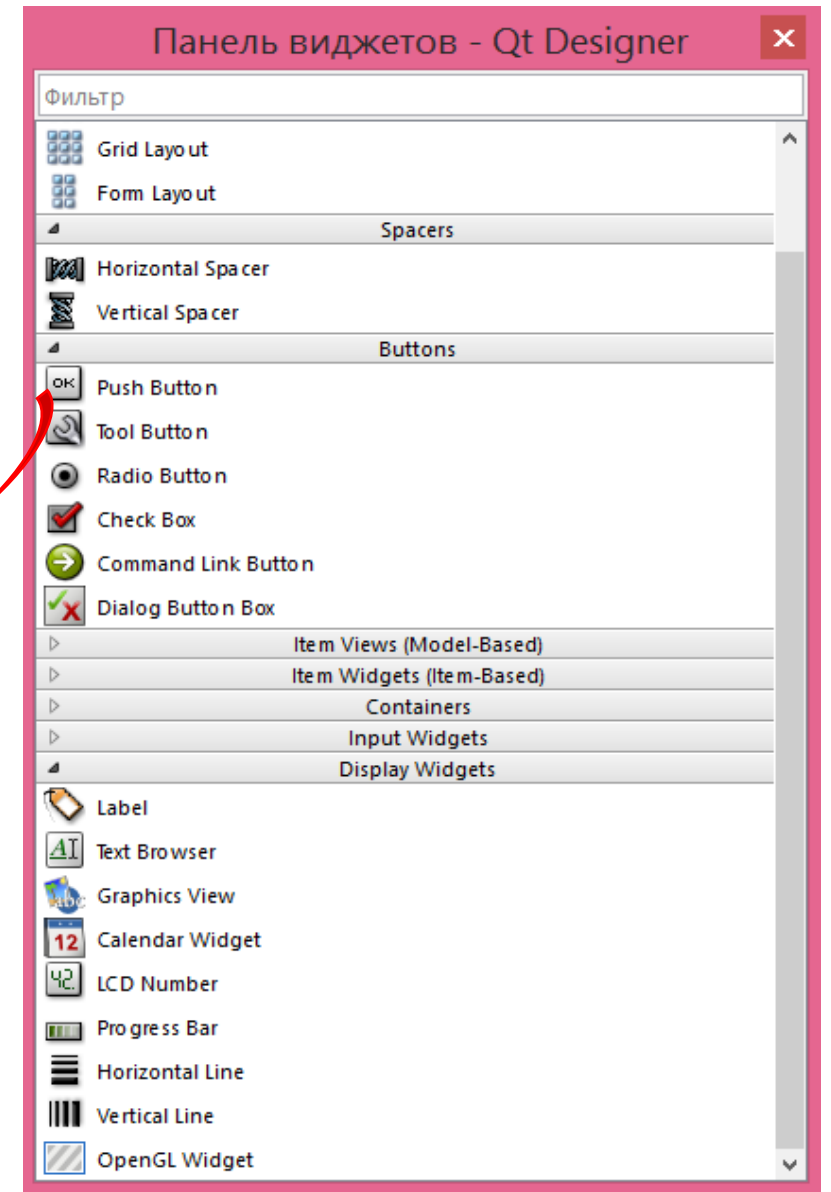 Панель виджетов - Qt Designer
Фильтр
Grid Layout
Form Layout
Spacers
Horizontal Spacer
Vertical Spacer
Buttons
OK
Push Button
Tool Button
Radio Button
Check Box
Command Link Button
Dialog Button Box
Item Views (Model-Based)
Item Widgets (Item-Based)
Containers
Input Widgets
Display Widgets
Label
AI
Text Browser
abc
Graphics View
12
Calendar Widget
42.
LCD Number
Progress Bar
Horizontal Line
Vertical Line
OpenGL Widget